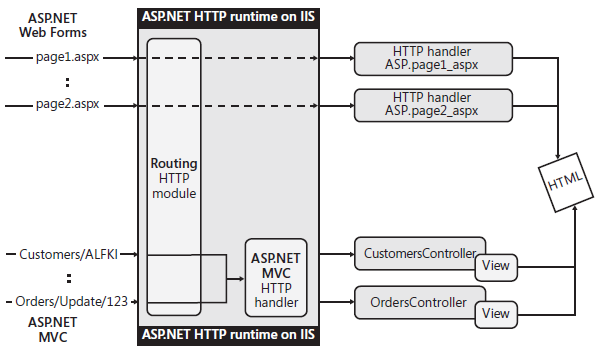 ASP.NET
Web Forms
ASP.NET HTTP runtime on IIS
page1.aspx
HTTP handler
ASP.page1_aspx
page2.aspx
HTTP handler
ASP.page2_aspx
Routing
HTTP
module
HTML
Customers/ALFKI
ASP.NET
MVC
HTTP
handler
CustomersController
View
Orders/Update/123
OrdersController
View
ASP.NET
MVC
ASP.NET HTTP runtime on IIS